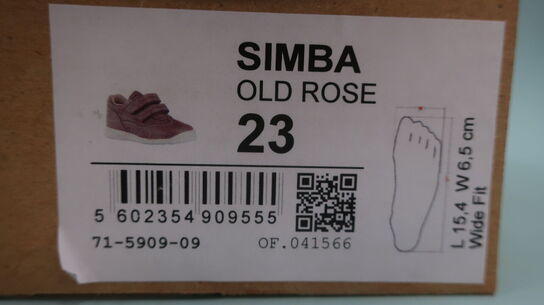 SIMBA
OLD ROSE
23
5 602354 909555
71-5909-09
OF.041566
L 15,4 W 6,5 cm
Wide Fit